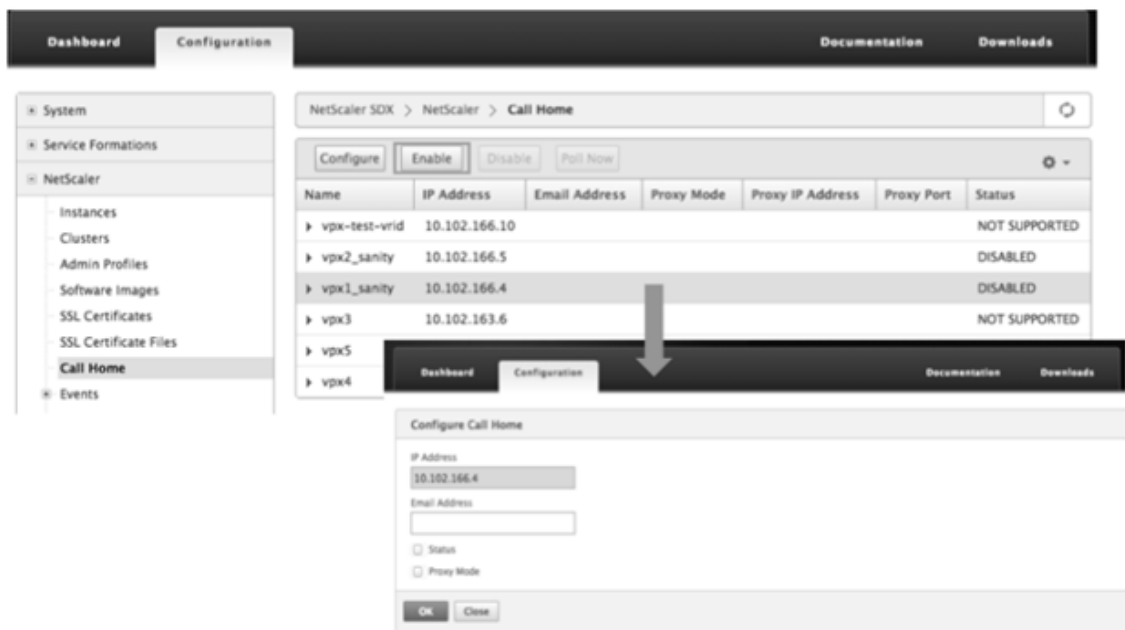 Dashboard Configuration Documentation Downloads
System
Service Formations
NetScaler
Instances
Clusters
Admin Profiles
Software Images
SSL Certificates
SSL Certificate Files
Call Home
Events
NetScaler SDX > NetScaler > Call Home
Configure Enable Disable Poll Now
Name IP Address Email Address Proxy Mode Proxy IP Address Proxy Port Status
vpx-test-vrid 10.102.166.10 NOT SUPPORTED
vpx2_sanity 10.102.166.5 DISABLED
vpx1_sanity 10.102.166.4 DISABLED
vpx3 10.102.163.6 NOT SUPPORTED
vpx5
vpx4
Dashboard Configuration Documentation Downloads
Configure Call Home
IP Address
10.102.166.4
Email Address
Status
Proxy Mode
OK Close